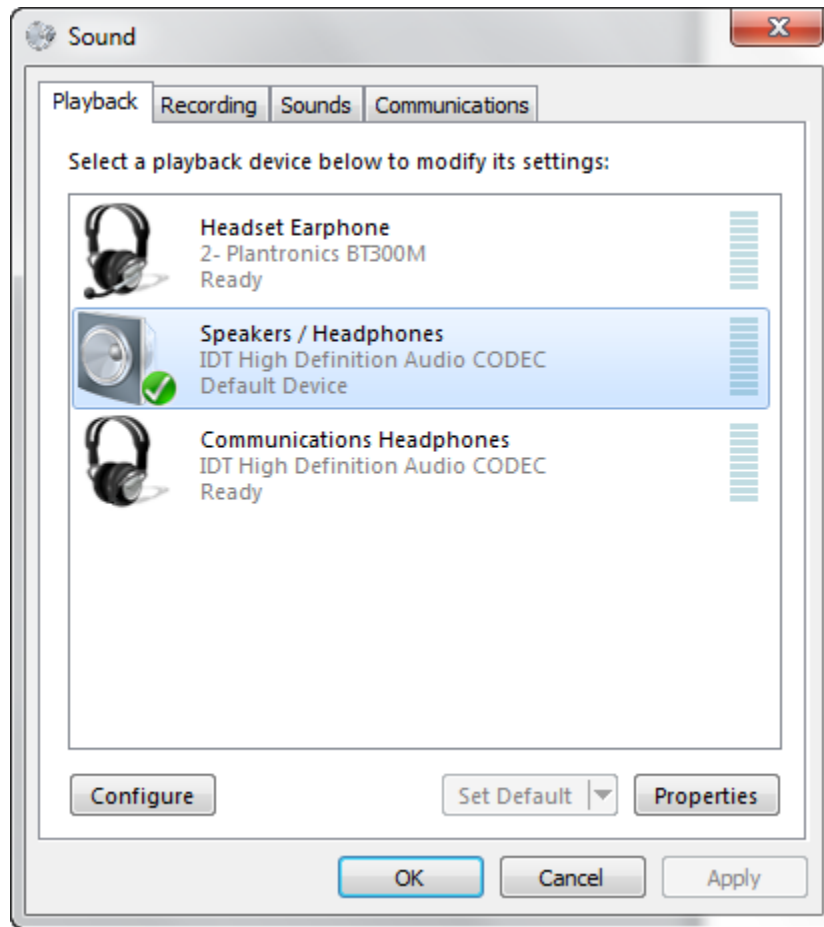 Sound
Playback Recording Sounds Communications
Select a playback device below to modify its settings:
Headset Earphone
2- Plantronics BT300M
Ready
Speakers / Headphones
IDT High Definition Audio CODEC
Default Device
Communications Headphones
IDT High Definition Audio CODEC
Ready
Configure Set Default Properties
OK Cancel Apply